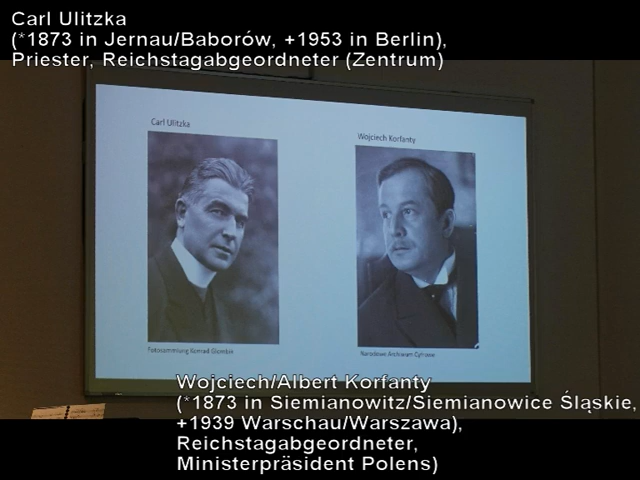 Carl Ulitzka
(*1873 in Jernau/Baborów, +1953 in Berlin),
Priester, Reichstagabgeordneter (Zentrum)
Carl Ulitzka
Wojciech Korfanty
Fotosammlung Konrad Glombik
Narodowe Archiwum Cyfrowe
Wojciech/Albert Korfanty
(*1873 in Siemianowitz/Siemianowice Śląskie,
+1939 Warschau/Warszawa),
Reichstagabgeordneter,
Ministerpräsident Polens)